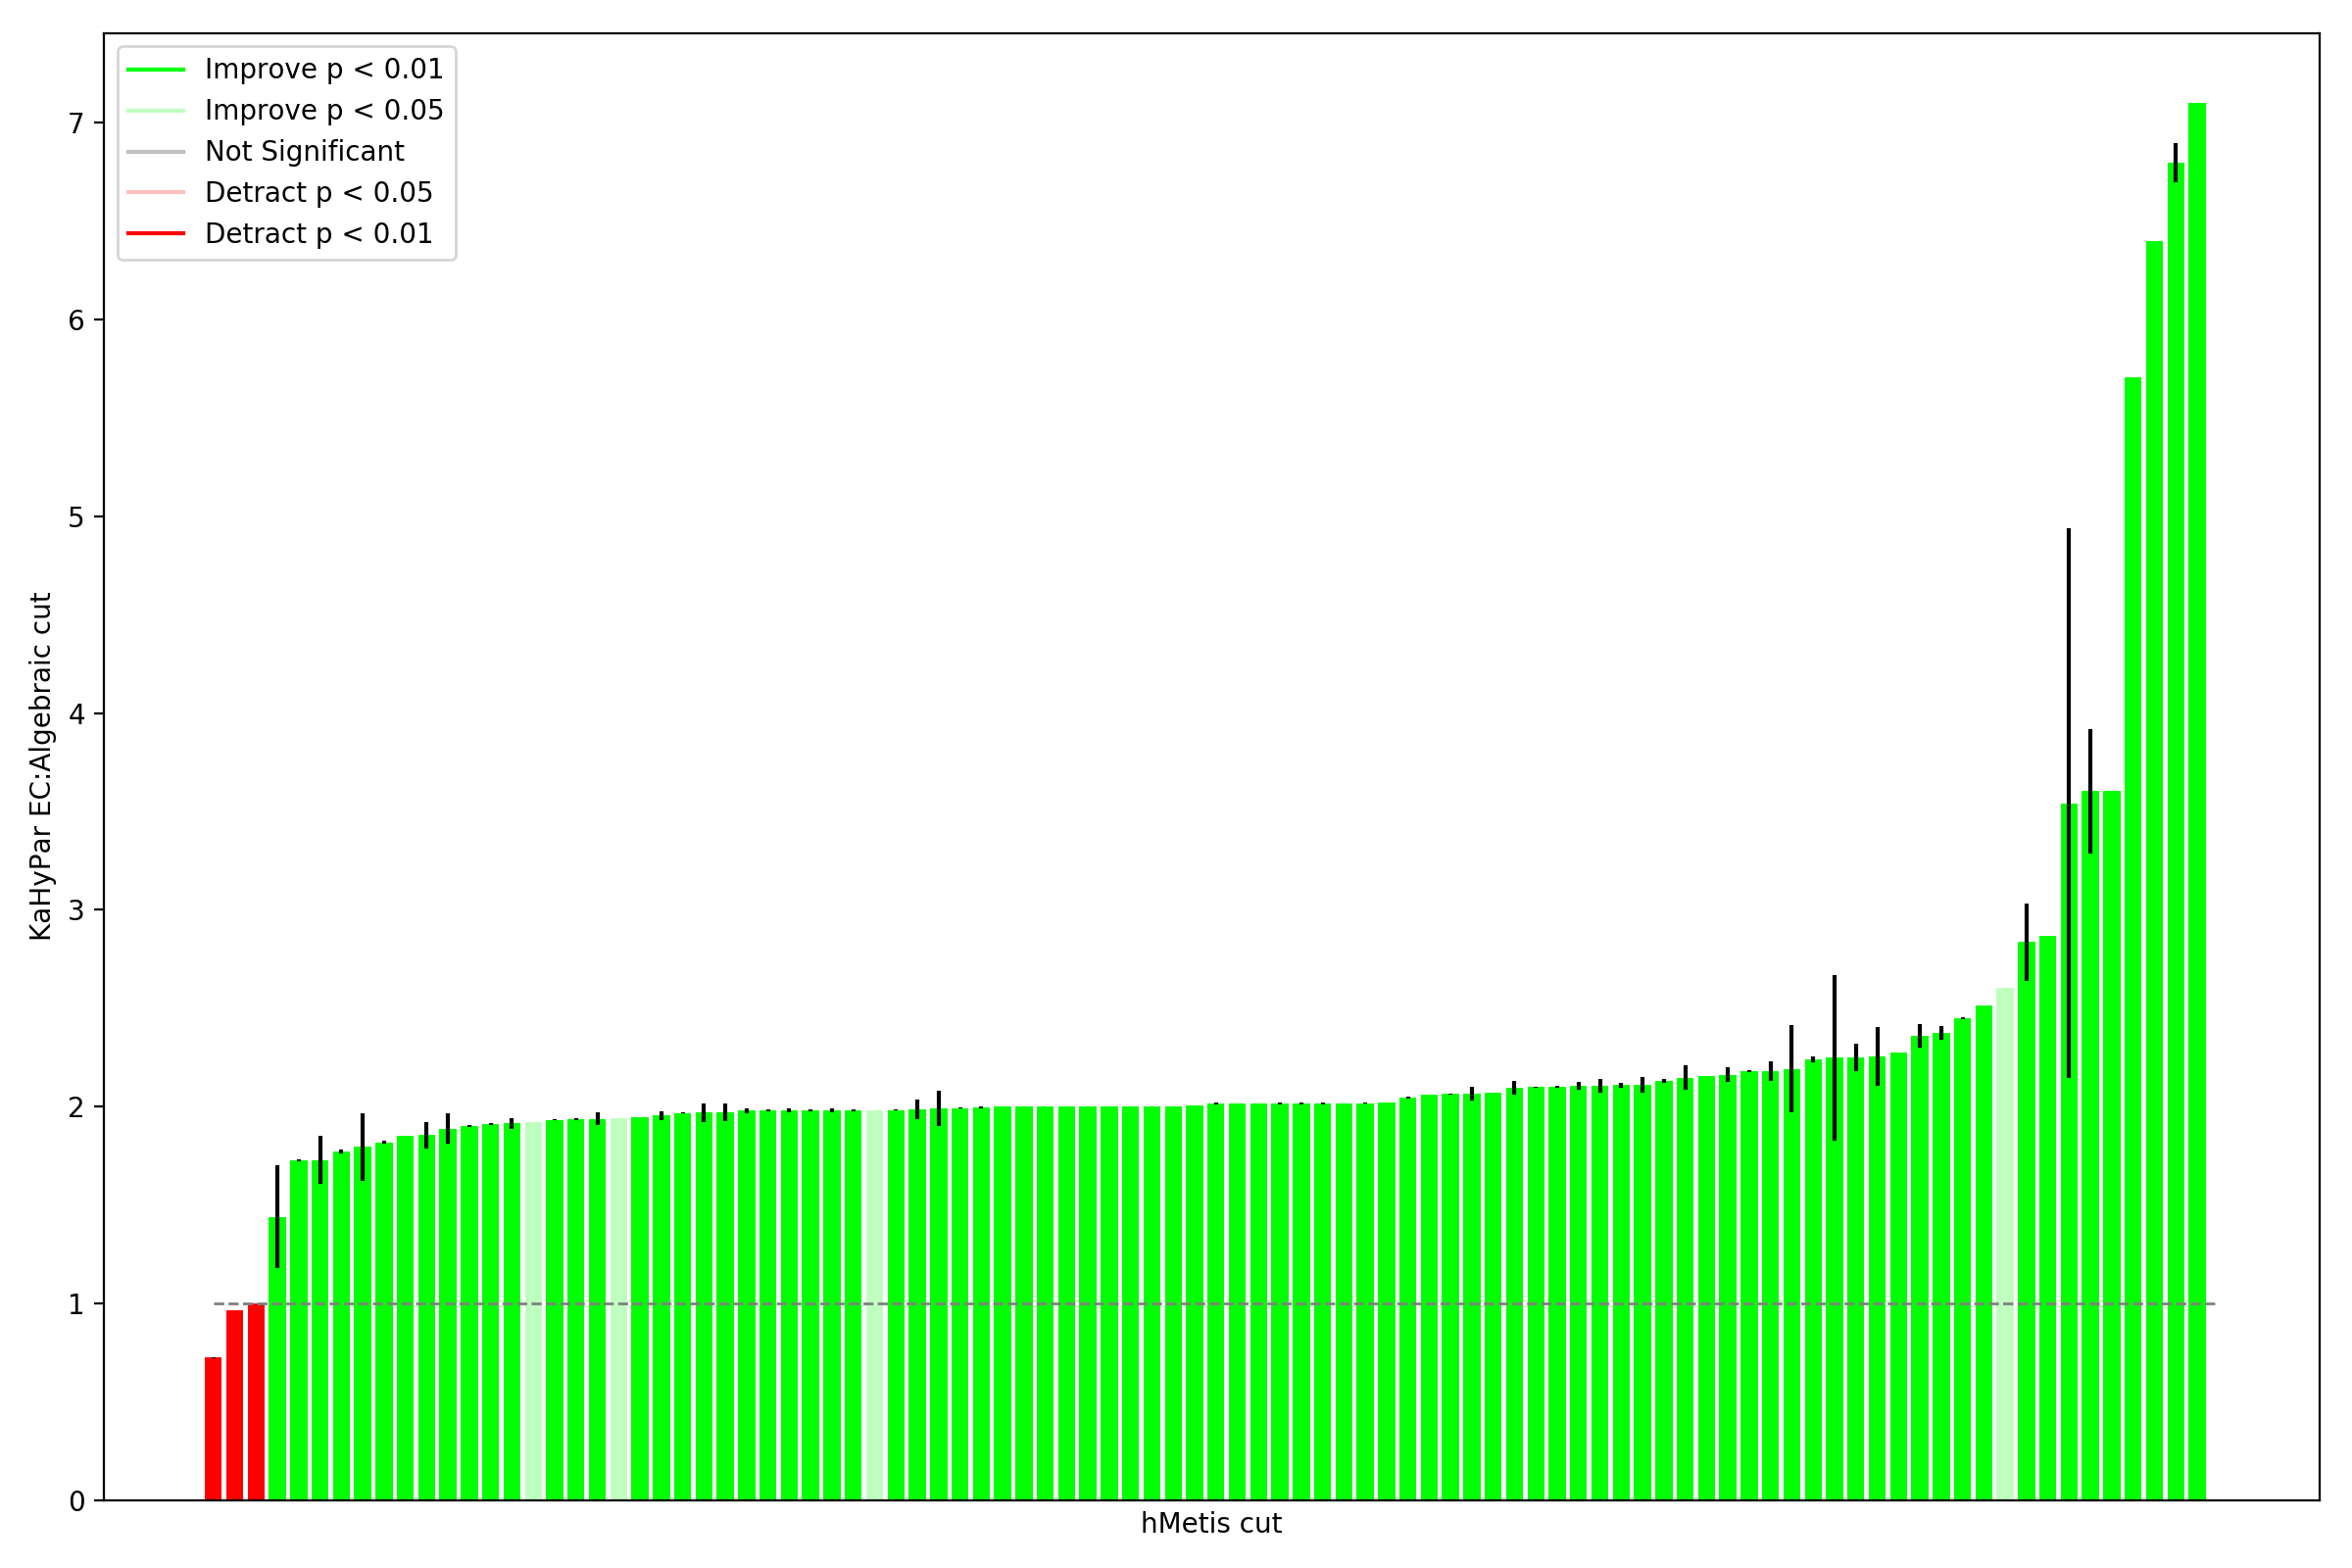 Improve p < 0.01
Improve p < 0.05
Not Significant
Detract p < 0.05
Detract p < 0.01
7
6
5
4
3
2
1
0
KaHyPar EC:Algebraic cut
hMetis cut